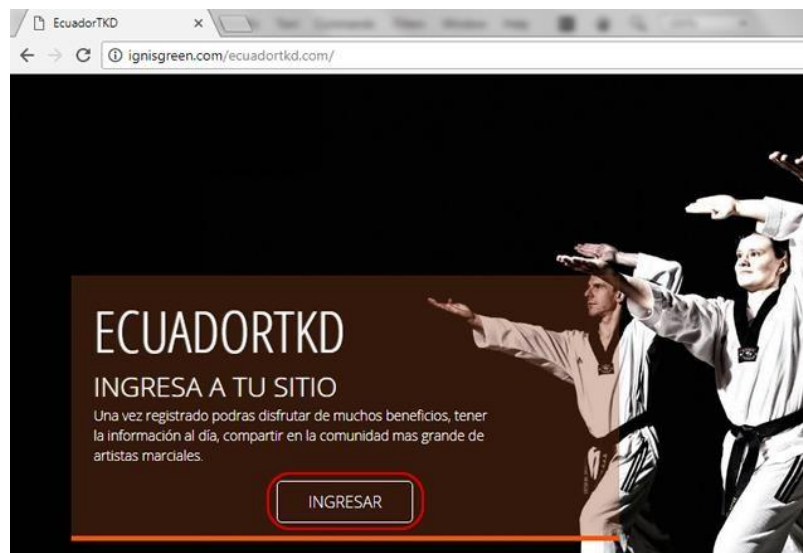 EcuadorTKD
ignisgreen.com/ecuadortkd.com/
ECUADORTKD
INGRESA A TU SITIO
Una vez registrado podras disfrutar de muchos beneficios, tener
la información al día, compartir en la comunidad mas grande de
artistas marciales.
INGRESAR